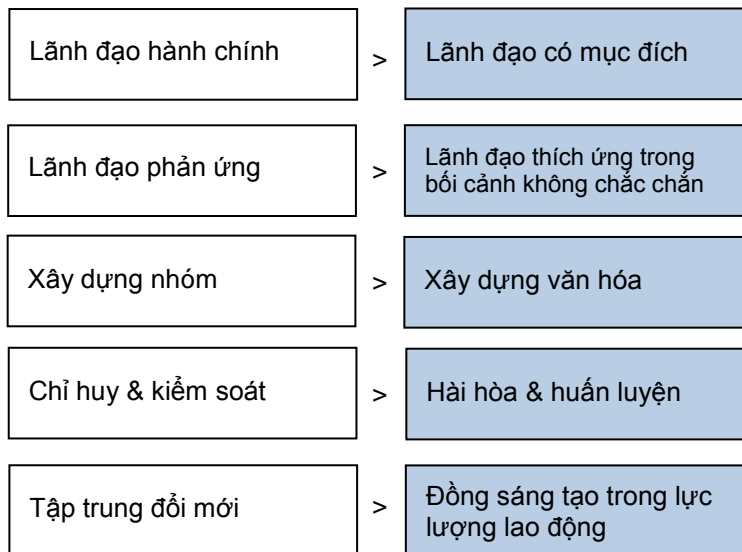 Lãnh đạo hành chính > Lãnh đạo có mục đích
Lãnh đạo phản ứng > Lãnh đạo thích ứng trong
bối cảnh không chắc chắn
Xây dựng nhóm > Xây dựng văn hóa
Chỉ huy & kiểm soát > Hài hòa & huấn luyện
Tập trung đổi mới > Đồng sáng tạo trong lực
lượng lao động